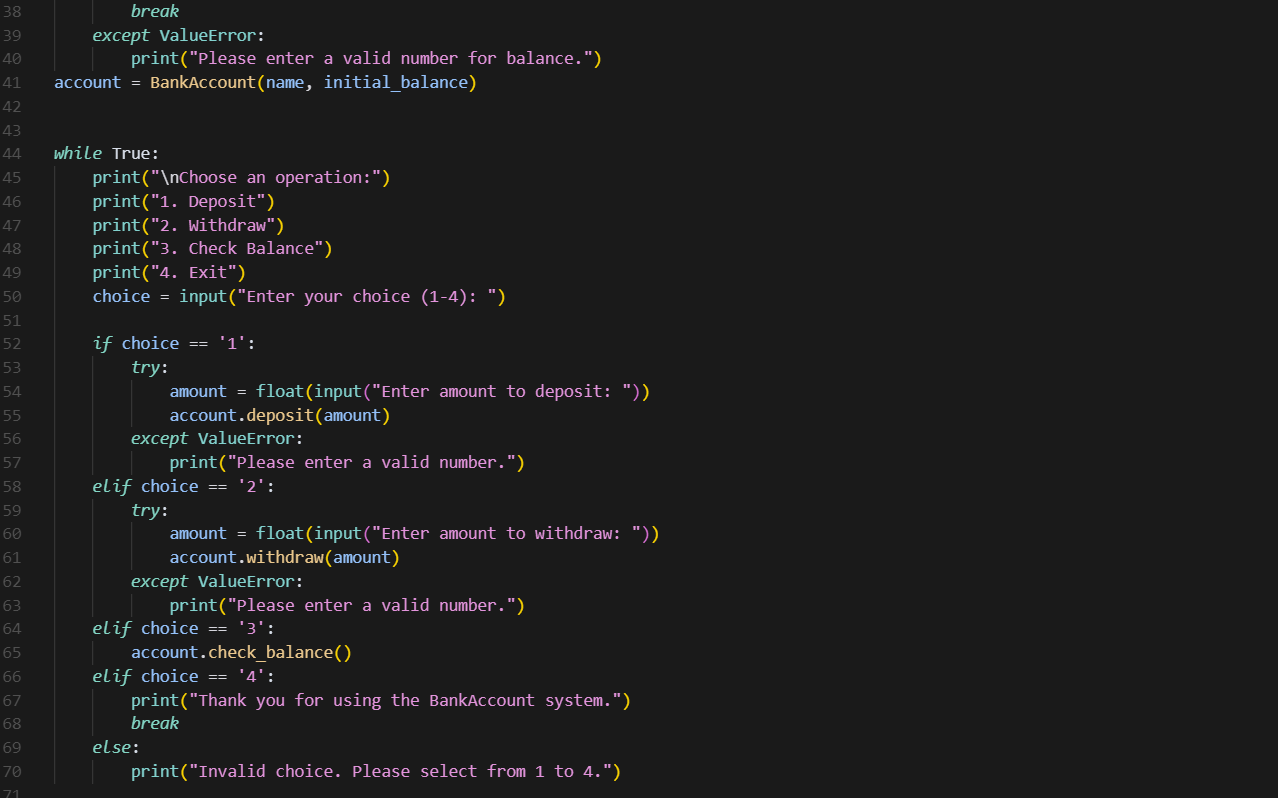 38 break
39 except ValueError:
40 print("Please enter a valid number for balance.")
41 account = BankAccount(name, initial_balance)
42
43
44 while True:
45 print("\nChoose an operation:")
46 print("1. Deposit")
47 print("2. Withdraw")
48 print("3. Check Balance")
49 print("4. Exit")
50 choice = input("Enter your choice (1-4): ")
51
52 if choice == '1':
53 try:
54 amount = float(input("Enter amount to deposit: "))
55 account.deposit(amount)
56 except ValueError:
57 print("Please enter a valid number.")
58 elif choice == '2':
59 try:
60 amount = float(input("Enter amount to withdraw: "))
61 account.withdraw(amount)
62 except ValueError:
63 print("Please enter a valid number.")
64 elif choice == '3':
65 account.check_balance()
66 elif choice == '4':
67 print("Thank you for using the BankAccount system.")
68 break
69 else:
70 print("Invalid choice. Please select from 1 to 4.")
71